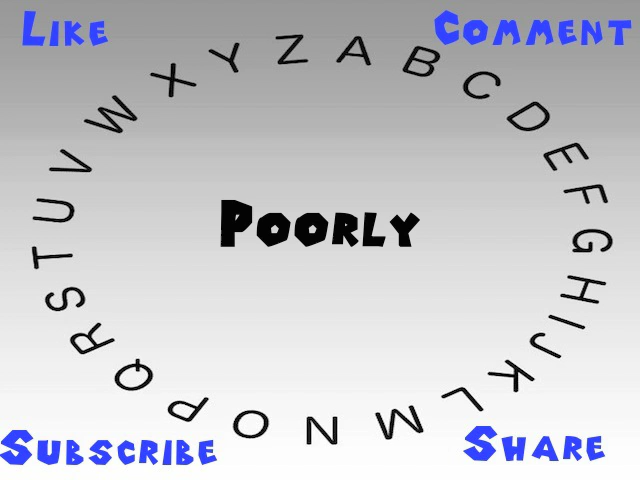 Like
Comment
A B C D E F G H I J K L M N O P Q R S T U V W X Y Z
Poorly
Subscribe
Share